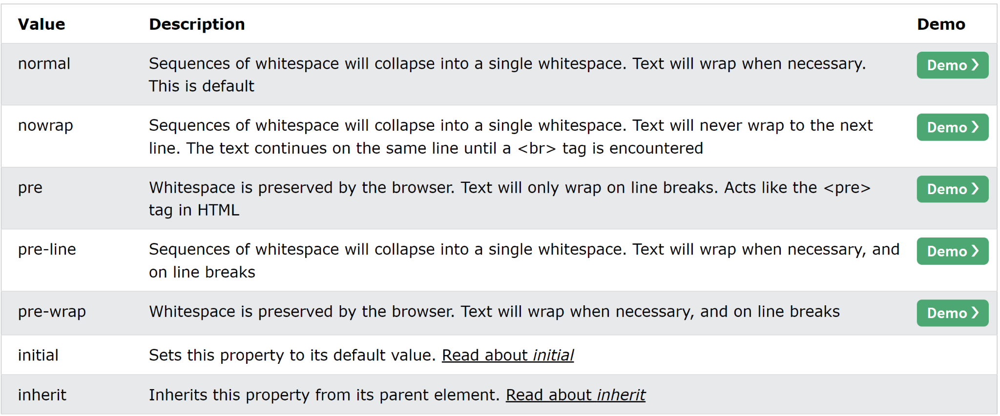 Value Description Demo
normal Sequences of whitespace will collapse into a single whitespace. Text will wrap when necessary. Demo ❯
This is default
nowrap Sequences of whitespace will collapse into a single whitespace. Text will never wrap to the next Demo ❯
line. The text continues on the same line until a <br> tag is encountered
pre Whitespace is preserved by the browser. Text will only wrap on line breaks. Acts like the <pre> Demo ❯
tag in HTML
pre-line Sequences of whitespace will collapse into a single whitespace. Text will wrap when necessary, and Demo ❯
on line breaks
pre-wrap Whitespace is preserved by the browser. Text will wrap when necessary, and on line breaks Demo ❯
initial Sets this property to its default value. Read about initial
inherit Inherits this property from its parent element. Read about inherit